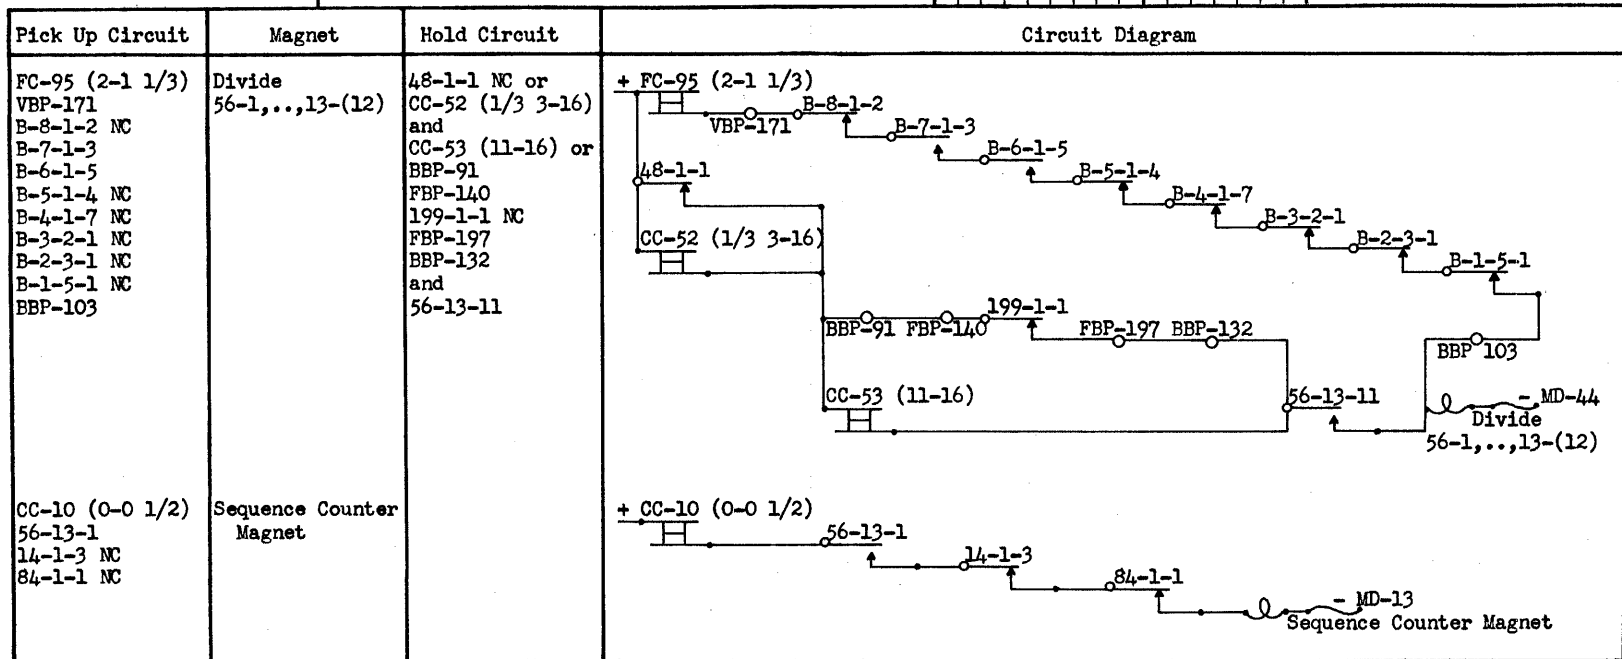 Pick Up Circuit
Magnet
Hold Circuit
Circuit Diagram
FC-95 (2-1 1/3)
VBP-171
B-8-1-2 NC
B-7-1-3
B-6-1-5
B-5-1-4 NC
B-4-1-7 NC
B-3-2-1 NC
B-2-3-1 NC
B-1-5-1 NC
BBP-103
Divide
56-1,..,13-(12)
48-1-1 NC or
CC-52 (1/3 3-16)
and
CC-53 (11-16) or
BBP-91
FBP-140
199-1-1 NC
FBP-197
BBP-132
and
56-13-11
+ FC-95 (2-1 1/3)
VBP-171
B-8-1-2
B-7-1-3
B-6-1-5
48-1-1
B-5-1-4
B-4-1-7
B-3-2-1
CC-52 (1/3 3-16)
B-2-3-1
B-1-5-1
BBP-91 FBP-140
199-1-1
FBP-197 BBP-132
BBP 103
CC-53 (11-16)
56-13-11
- MD-44
Divide
56-1,..,13-(12)
CC-10 (0-0 1/2)
56-13-1
14-1-3 NC
84-1-1 NC
Sequence Counter
Magnet
+ CC-10 (0-0 1/2)
56-13-1
14-1-3
84-1-1
- MD-13
Sequence Counter Magnet